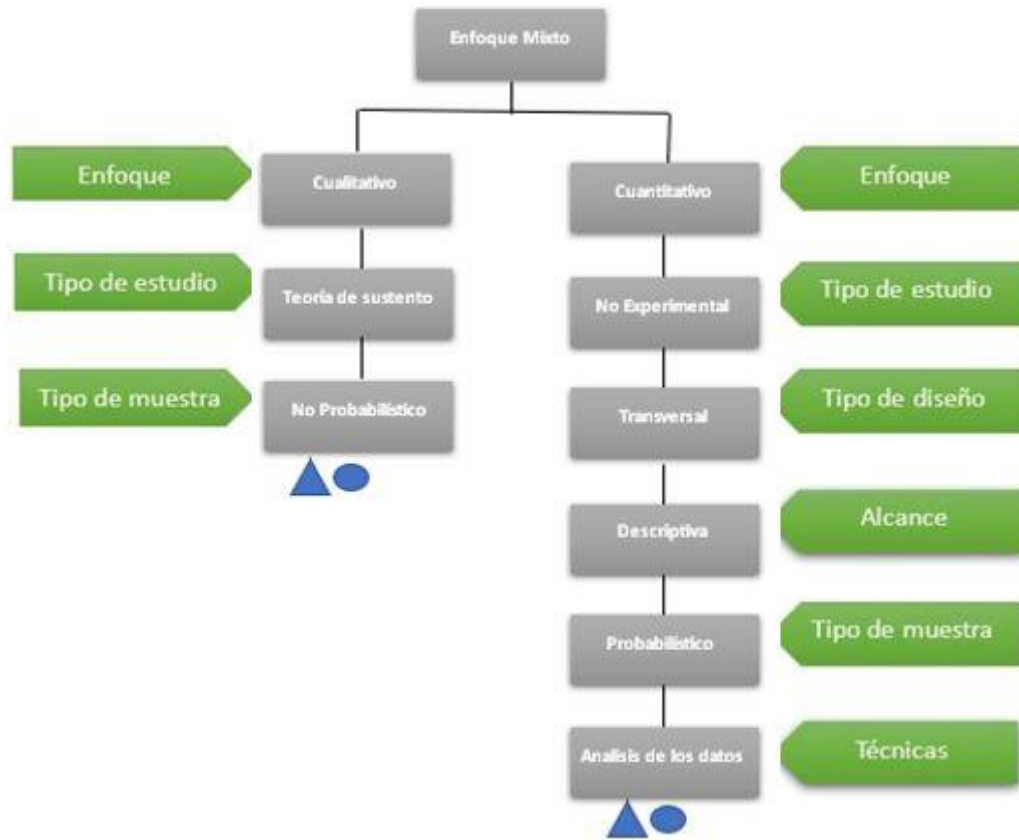 Enfoque Mixto
Enfoque
Cualitativo
Cuantitativo
Enfoque
Tipo de estudio
Teoría de sustento
No Experimental
Tipo de estudio
Tipo de muestra
No Probabilístico
Transversal
Tipo de diseño
Descriptiva
Alcance
Probabilístico
Tipo de muestra
Analisis de los datos
Técnicas